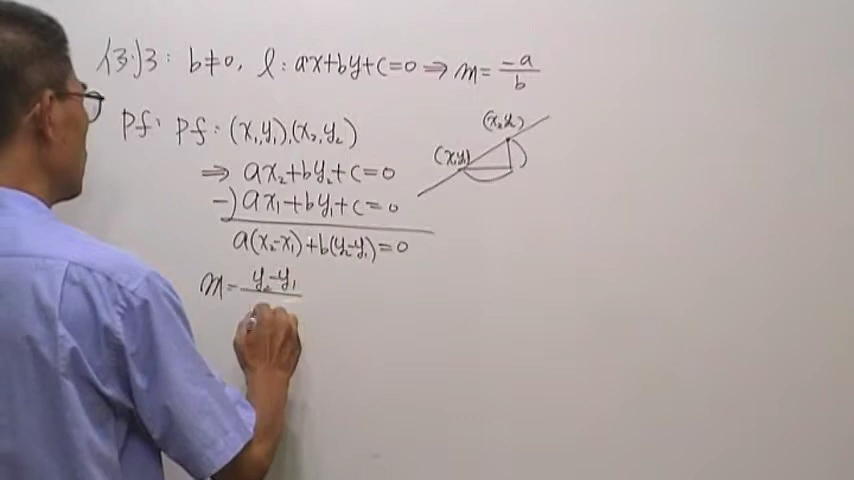 例3: b≠0, l: ax+by+c=0 ⇒ m=-a/b
pf: pf: (x₁,y₁),(x₂,y₂)
⇒ ax₂+by₂+c=0
-) ax₁+by₁+c=0
a(x₂-x₁)+b(y₂-y₁)=0
m= y₂-y₁
(x₂,y₂)
(x₁,y₁)